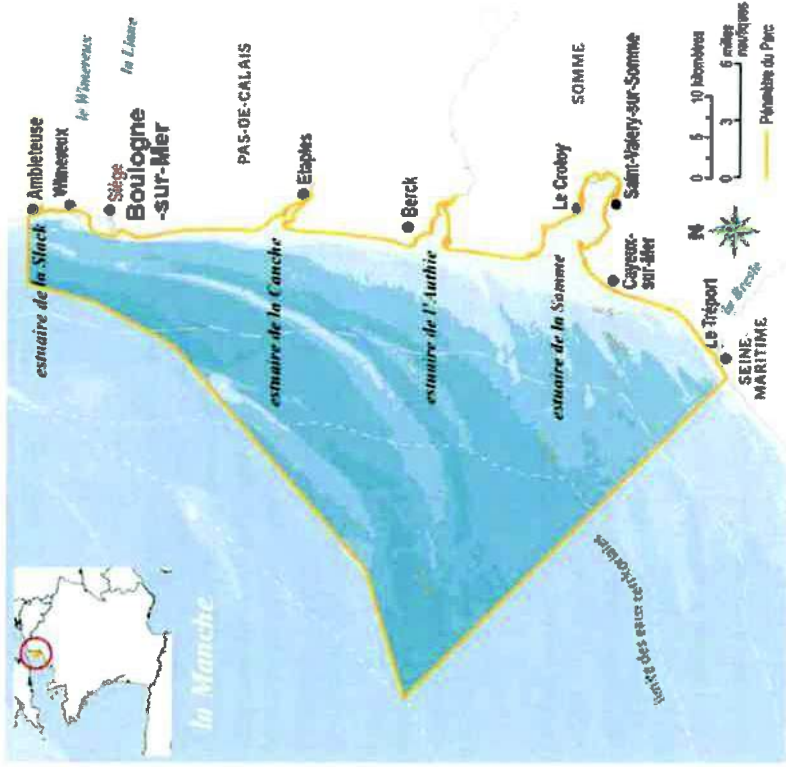 Ambleteuse
Wimereux
le Wimereux
la Liane
estuaire de la Slack
Siège
Boulogne
-sur-Mer
PAS-DE-CALAIS
Etaples
estuaire de la Canche
la Manche
Berck
estuaire de l'Authie
Le Crotoy
SOMME
estuaire de la Somme
Saint-Valery-sur-Somme
Cayeux-
sur-Mer
Le Tréport
la Bresle
SEINE-
MARITIME
limite des eaux territoriales
N
0 5 10 kilomètres
0 3 6 milles
nautiques
Périmètre du Parc